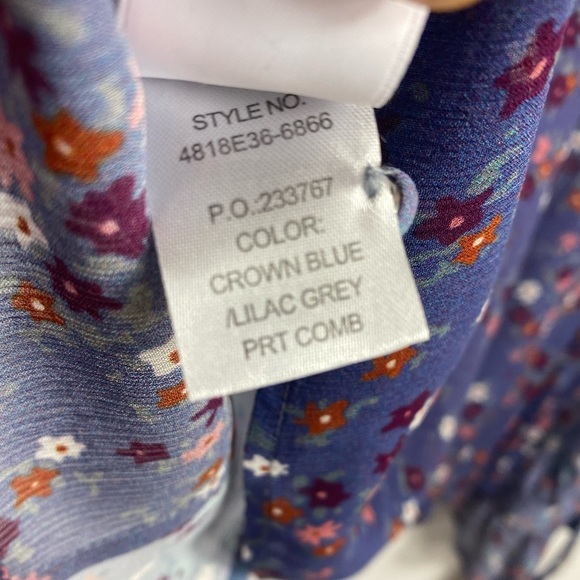 STYLE NO.
4818E36-6866
P.O.:233767
COLOR:
CROWN BLUE
/LILAC GREY
PRT COMB